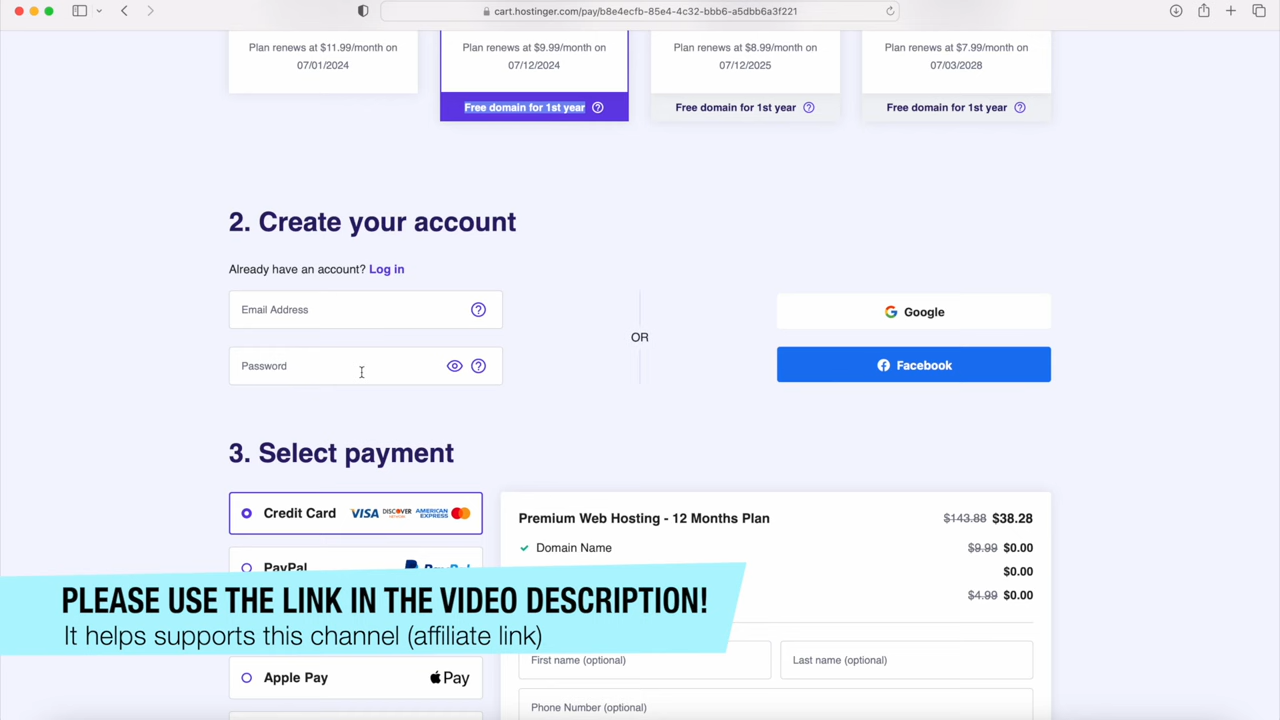 cart.hostinger.com/pay/b8e4ecfb-85e4-4c32-bbb6-a5dbb6a3f221
Plan renews at $11.99/month on
07/01/2024
Plan renews at $9.99/month on
07/12/2024
Free domain for 1st year
Plan renews at $8.99/month on
07/12/2025
Free domain for 1st year
Plan renews at $7.99/month on
07/03/2028
Free domain for 1st year
2. Create your account
Already have an account? Log in
Email Address
Password
OR
Google
Facebook
3. Select payment
Credit Card VISA DISCOVER AMERICAN EXPRESS
PayPal PayPal
Apple Pay Pay
Premium Web Hosting - 12 Months Plan $143.88 $38.28
Domain Name $9.99 $0.00
$0.00
$4.99 $0.00
First name (optional) Last name (optional)
Phone Number (optional)
PLEASE USE THE LINK IN THE VIDEO DESCRIPTION!
It helps supports this channel (affiliate link)